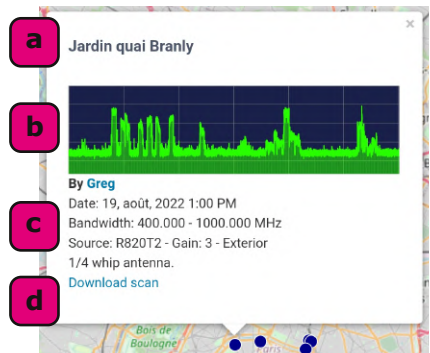 a
×
Jardin quai Branly
b
By Greg
Date: 19, août, 2022 1:00 PM
c
Bandwidth: 400.000 - 1000.000 MHz
Source: R820T2 - Gain: 3 - Exterior
1/4 whip antenna.
d
Download scan
Bois de
Boulogne
Paris